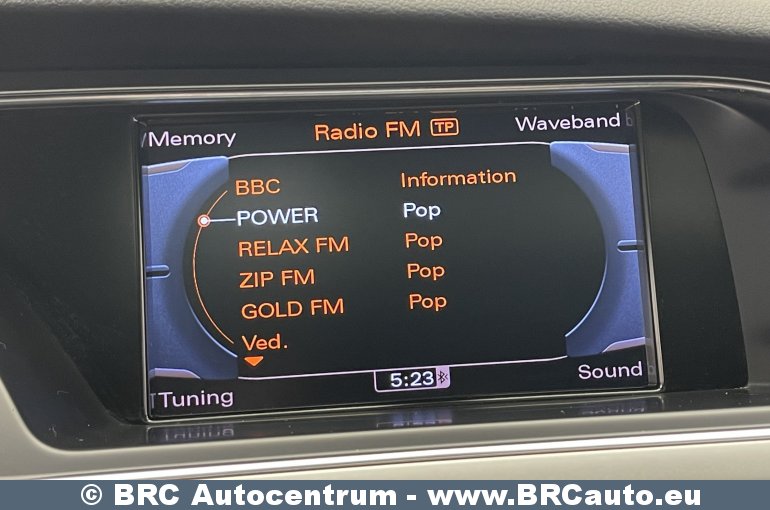 Memory Radio FM TP Waveband
BBC Information
POWER Pop
RELAX FM Pop
ZIP FM Pop
GOLD FM Pop
Ved.
Tuning 5:23 Sound
© BRC Autocentrum - www.BRCauto.eu